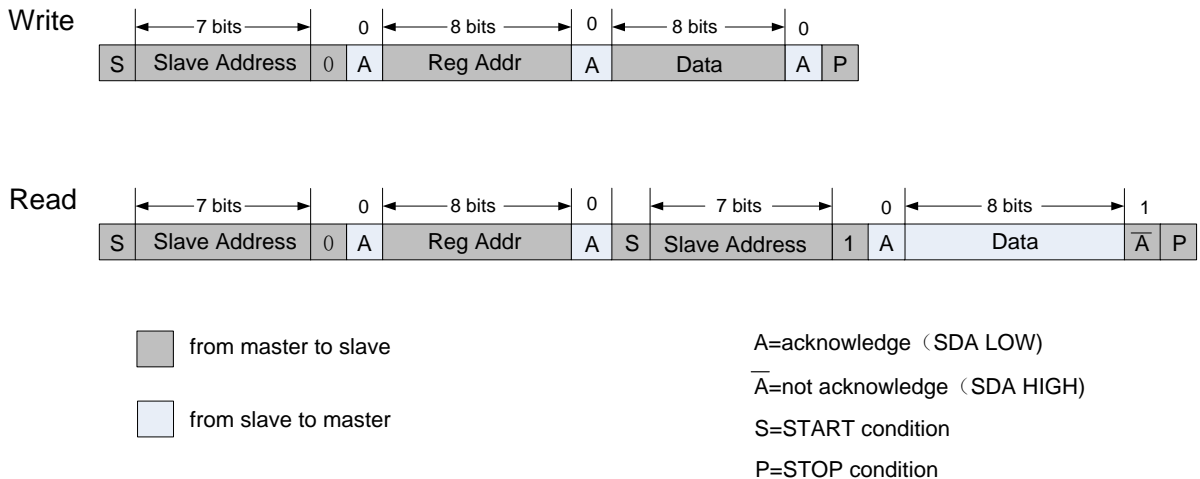 Write
7 bits 0 8 bits 0 8 bits 0
S Slave Address 0 A Reg Addr A Data A P
Read
7 bits 0 8 bits 0 7 bits 0 8 bits 1
S Slave Address 0 A Reg Addr A S Slave Address 1 A Data A̅ P
from master to slave
A=acknowledge（SDA LOW)
A̅=not acknowledge（SDA HIGH)
from slave to master
S=START condition
P=STOP condition